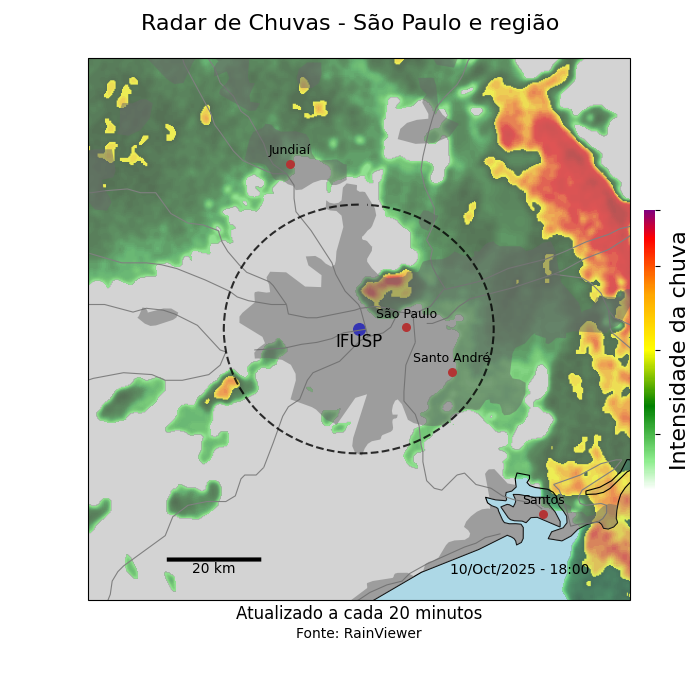 Radar de Chuvas - São Paulo e região
Jundiaí
São Paulo
IFUSP
Santo André
Santos
20 km
10/Oct/2025 - 18:00
Intensidade da chuva
Atualizado a cada 20 minutos
Fonte: RainViewer